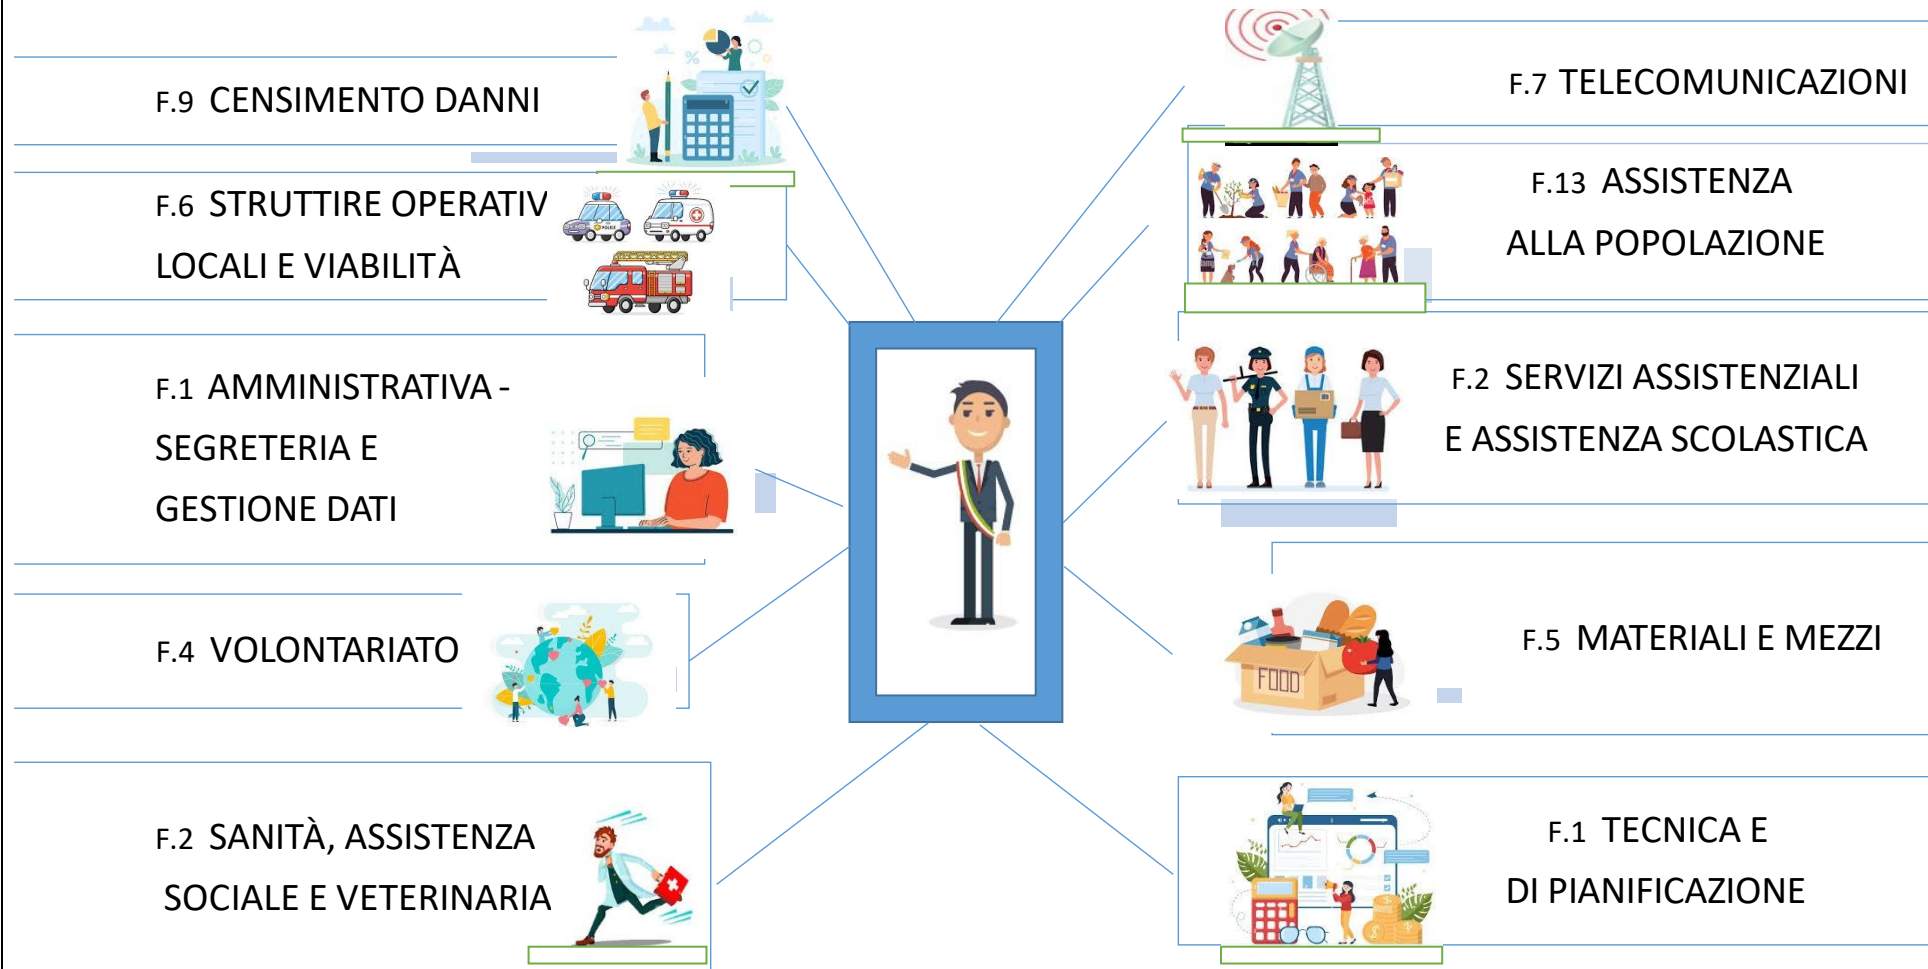 F.9 CENSIMENTO DANNI
F.6 STRUTTIRE OPERATIV
LOCALI E VIABILITÀ
POLICE
F.1 AMMINISTRATIVA -
SEGRETERIA E
GESTIONE DATI
F.4 VOLONTARIATO
F.2 SANITÀ, ASSISTENZA
SOCIALE E VETERINARIA
F.7 TELECOMUNICAZIONI
F.13 ASSISTENZA
ALLA POPOLAZIONE
F.2 SERVIZI ASSISTENZIALI
E ASSISTENZA SCOLASTICA
F.5 MATERIALI E MEZZI
FOOD
F.1 TECNICA E
DI PIANIFICAZIONE